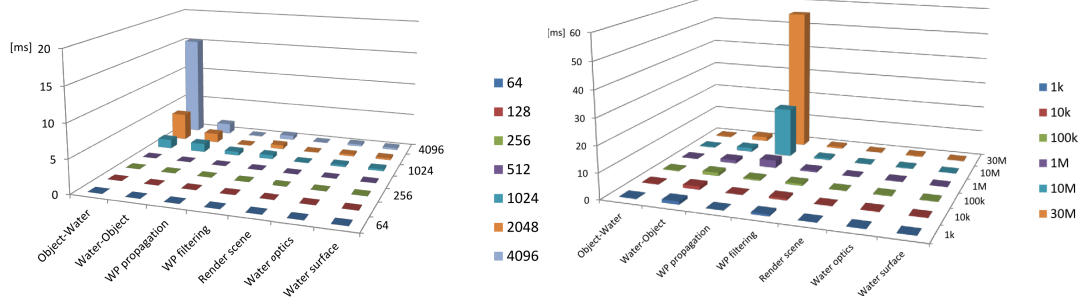 [ms]
20
15
10
5
0
Object-Water
Water-Object
WP propagation
WP filtering
Render scene
Water optics
Water surface
64
256
1024
4096
64
128
256
512
1024
2048
4096
[ms]
60
50
40
30
20
10
0
Object-Water
Water-Object
WP propagation
WP filtering
Render scene
Water optics
Water surface
1k
10k
100k
1M
10M
30M
1k
10k
100k
1M
10M
30M